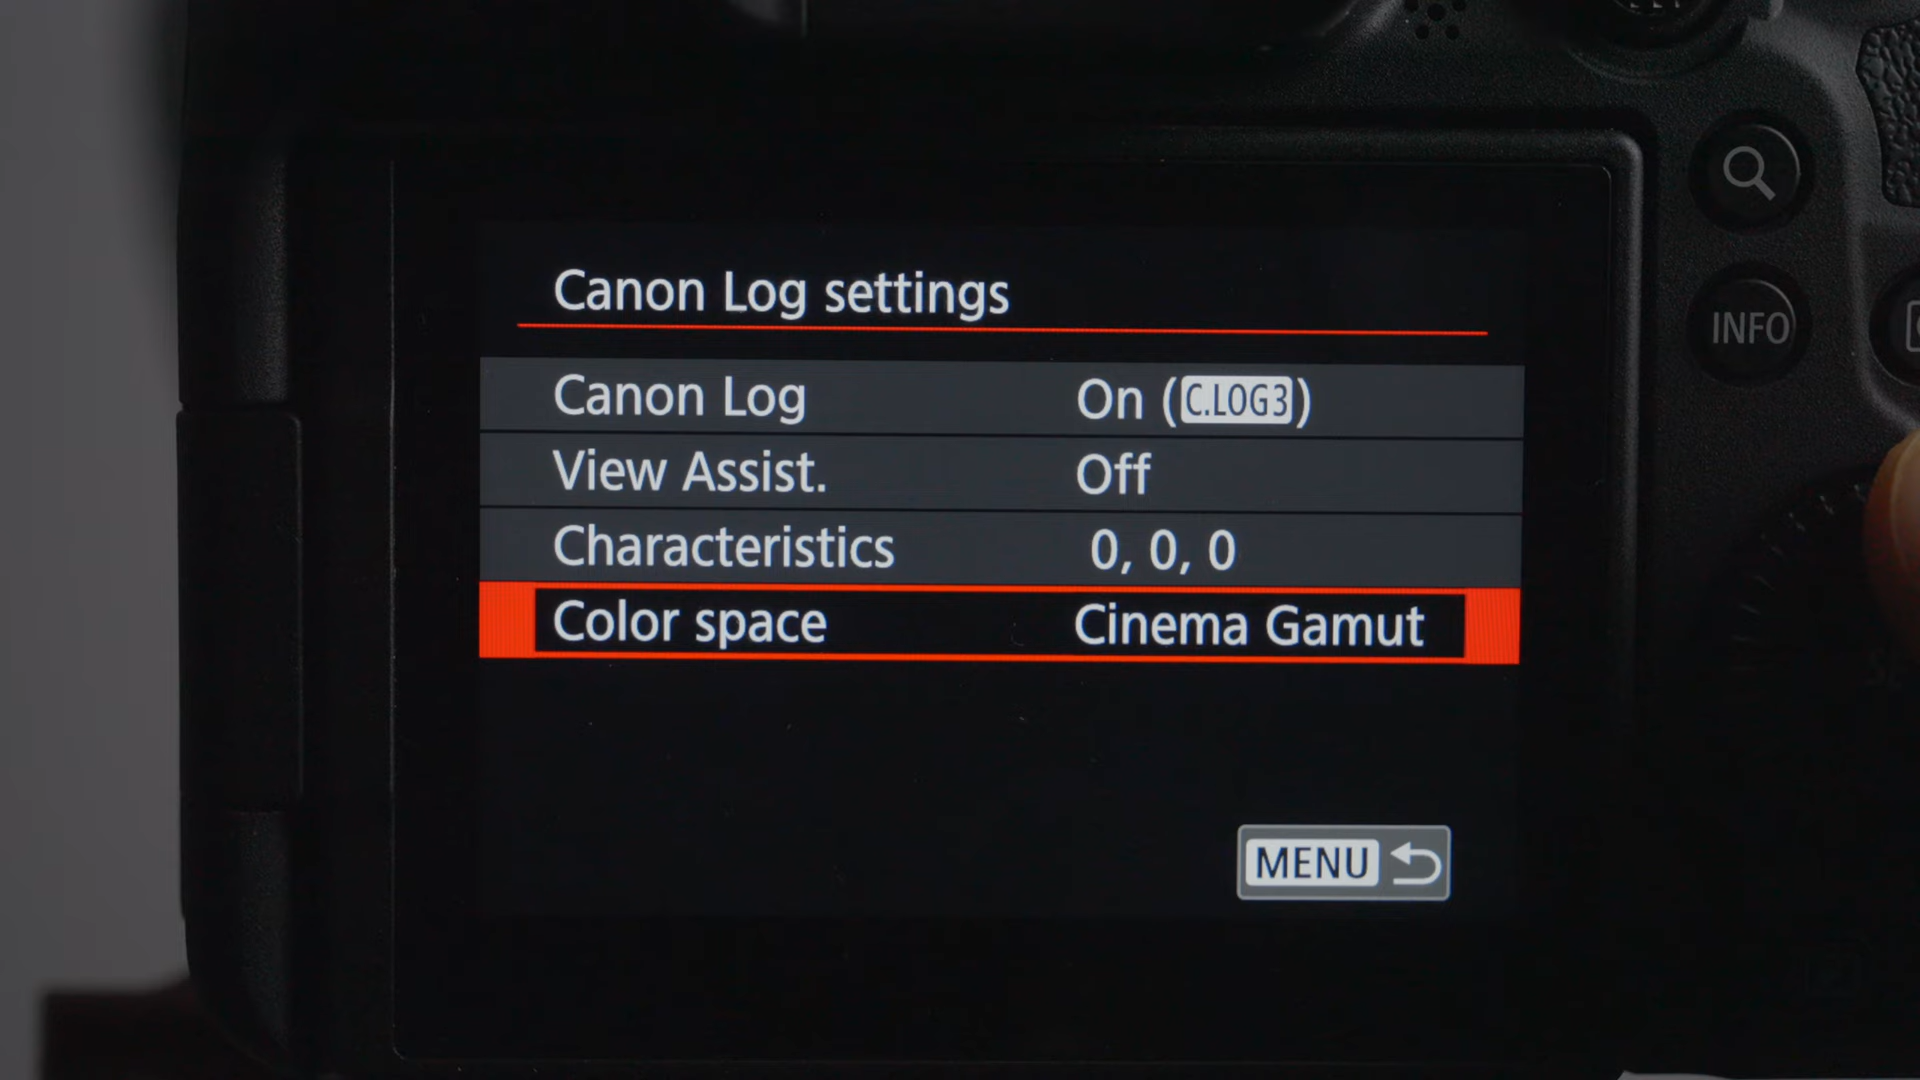 Canon Log settings
Canon Log On (C.LOG3)
View Assist. Off
Characteristics 0, 0, 0
Color space Cinema Gamut
MENU
INFO